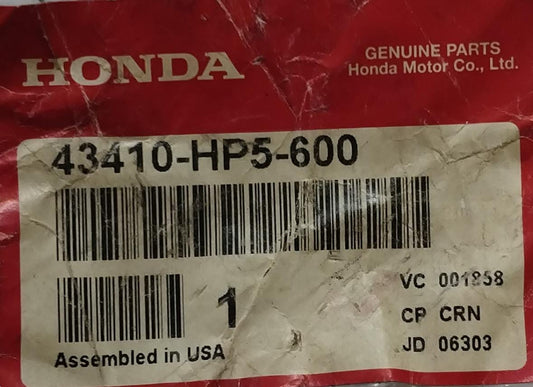 HONDA
GENUINE PARTS
Honda Motor Co., Ltd.
43410-HP5-600
1
VC 001858
CP CRN
JD 06303
Assembled in USA